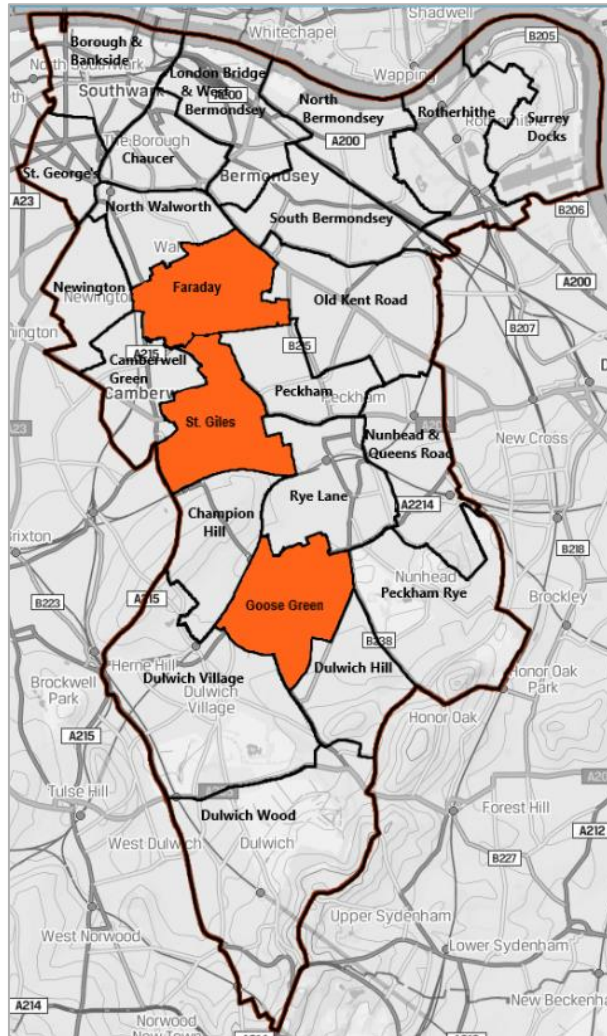 Shadwell
Whitechapel
B205
Borough &
Bankside
North Southwark
Southwark
London Bridge
& West
Bermondsey
A200
Wapping
North
Bermondsey
A200
Rotherhithe
Surrey
Docks
The Borough
Chaucer
Bermondsey
St. George's
A23
North Walworth
South Bermondsey
B206
Newington
Faraday
Old Kent Road
A200
B207
A215
B215
Camberwell
Green
Peckham
Peckham
St. Giles
Nunhead &
Queens Road
New Cross
Rye Lane
A2214
Champion
Hill
B218
Brixton
Nunhead
Peckham Rye
Goose Green
B223
A215
Brockley
B238
Herne Hill
Dulwich Hill
Dulwich Village
Dulwich
Village
Brockwell
Park
Honor Oak
Park
Honor Oak
A215
Tulse Hill
Forest Hill
Dulwich Wood
A212
West Dulwich
Dulwich
B227
Upper Sydenham
West Norwood
Lower Sydenham
A214
New Beckenham
Norwood
New Town